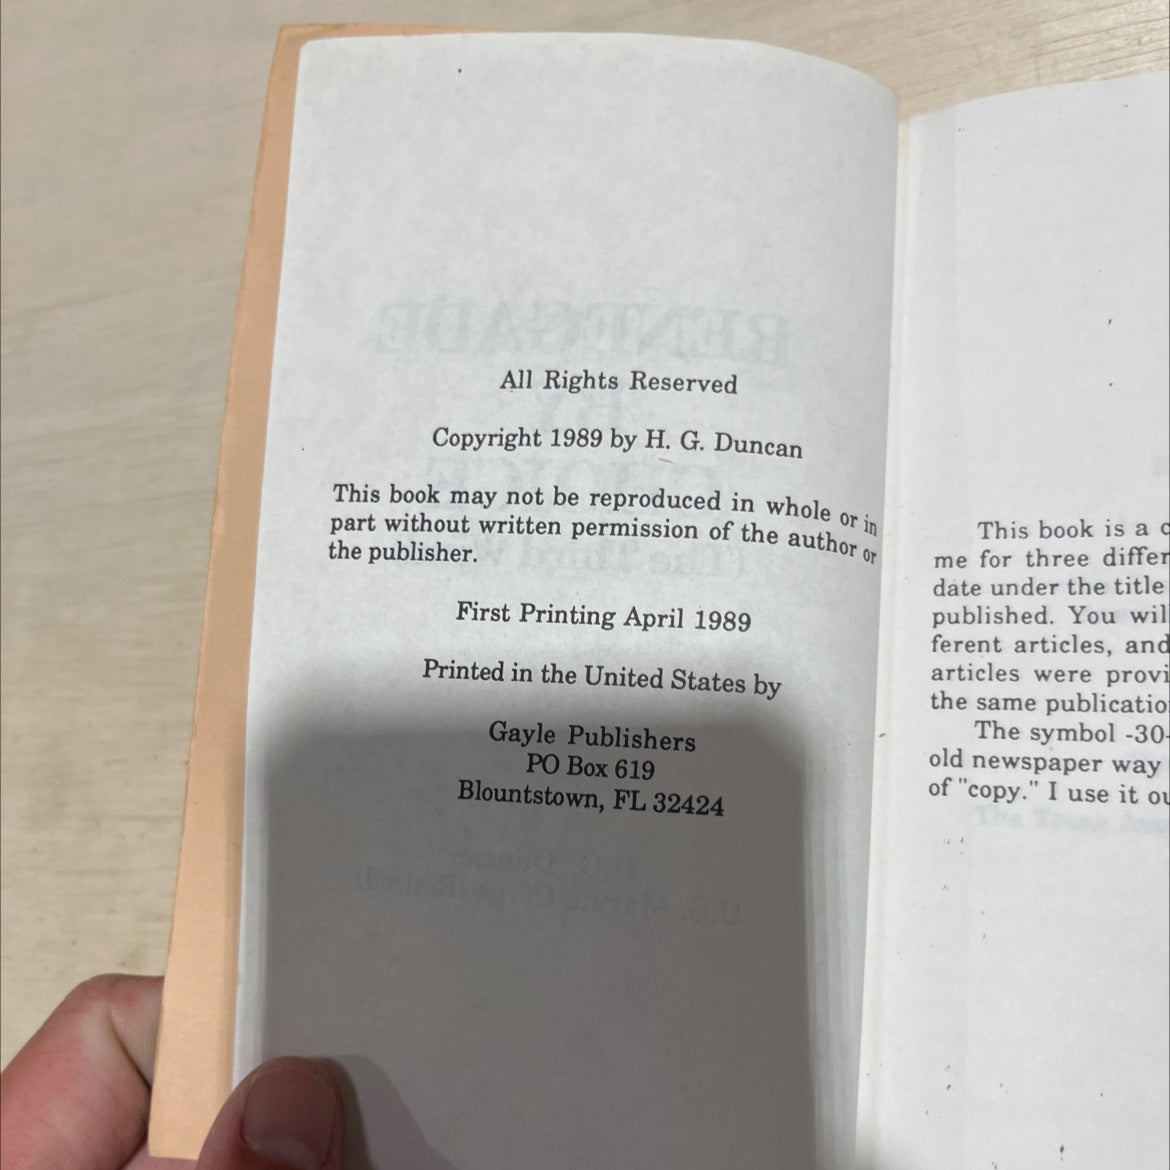 All Rights Reserved
Copyright 1989 by H. G. Duncan
This book may not be reproduced in whole or in
part without written permission of the author or
the publisher.
First Printing April 1989
Printed in the United States by
Gayle Publishers
PO Box 619
Blountstown, FL 32424
This book is a
me for three
date under the title
published. You
ferent articles, and
articles were
the same
The symbol -30-
old newspaper way
of "copy." I use it